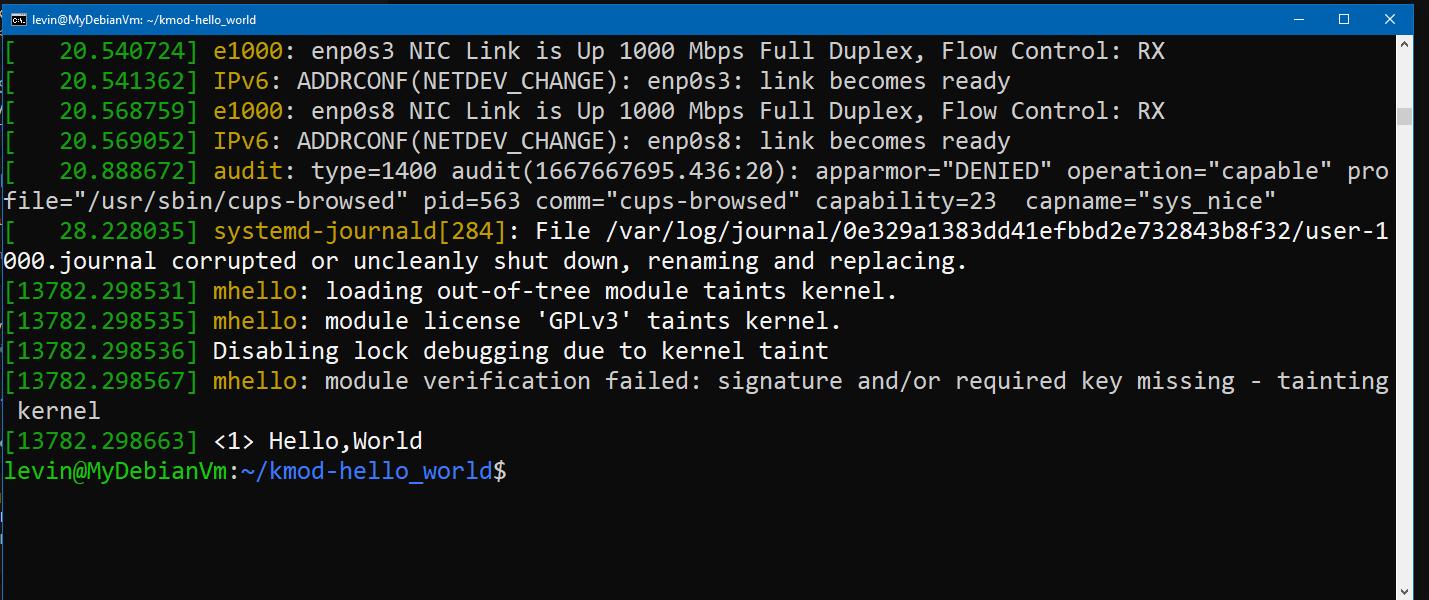 levin@MyDebianVm: ~/kmod-hello_world
[   20.540724] e1000: enp0s3 NIC Link is Up 1000 Mbps Full Duplex, Flow Control: RX
[   20.541362] IPv6: ADDRCONF(NETDEV_CHANGE): enp0s3: link becomes ready
[   20.568759] e1000: enp0s8 NIC Link is Up 1000 Mbps Full Duplex, Flow Control: RX
[   20.569052] IPv6: ADDRCONF(NETDEV_CHANGE): enp0s8: link becomes ready
[   20.888672] audit: type=1400 audit(1667667695.436:20): apparmor="DENIED" operation="capable" pro
file="/usr/sbin/cups-browsed" pid=563 comm="cups-browsed" capability=23  capname="sys_nice"
[   28.228035] systemd-journald[284]: File /var/log/journal/0e329a1383dd41efbbd2e732843b8f32/user-1
000.journal corrupted or uncleanly shut down, renaming and replacing.
[13782.298531] mhello: loading out-of-tree module taints kernel.
[13782.298535] mhello: module license 'GPLv3' taints kernel.
[13782.298536] Disabling lock debugging due to kernel taint
[13782.298567] mhello: module verification failed: signature and/or required key missing - tainting
 kernel
[13782.298663] <1> Hello,World
levin@MyDebianVm:~/kmod-hello_world$